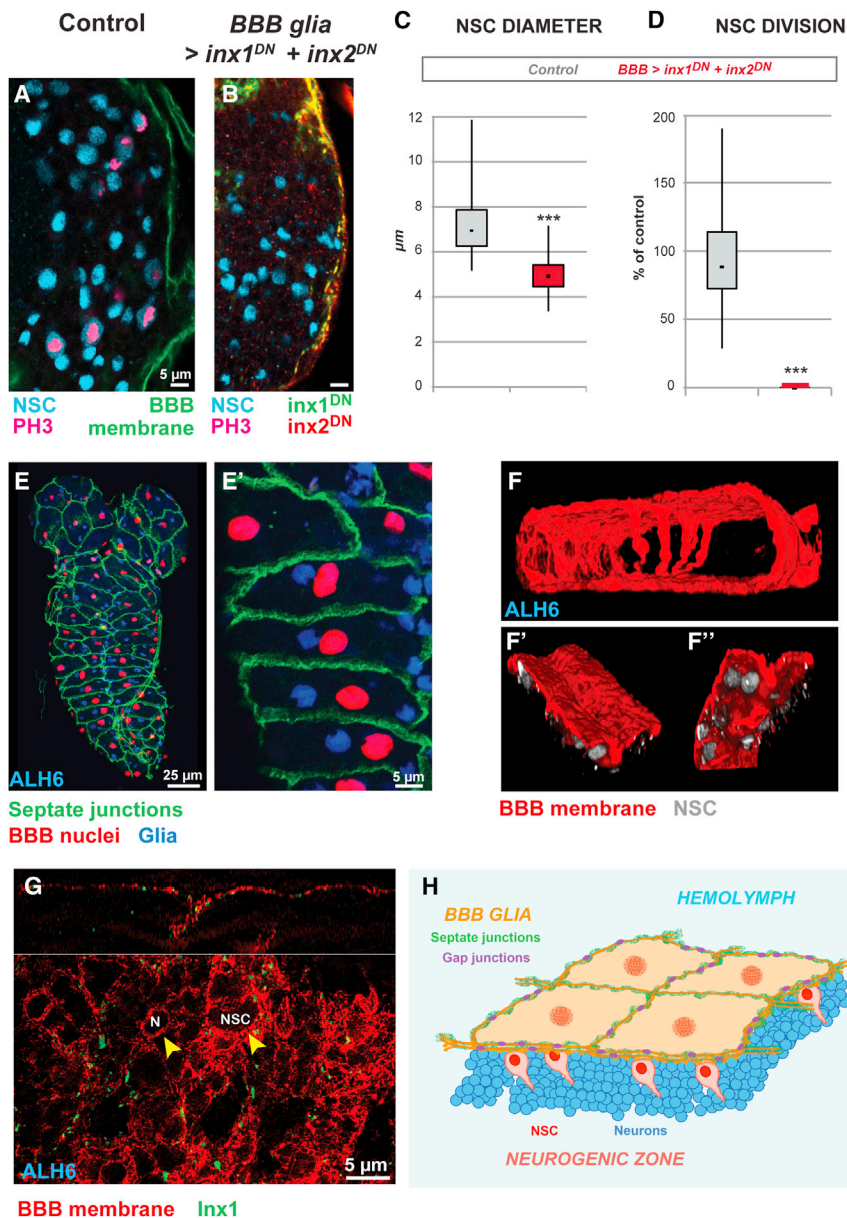 Control
BBB glia
> inx1DN + inx2DN
A
5 µm
NSC BBB
PH3 membrane
B
NSC inx1DN
PH3 inx2DN
C NSC DIAMETER
D NSC DIVISION
Control BBB > inx1DN + inx2DN
12
10
8
6
4
2
0
µm
***
200
150
100
50
0
% of control
***
E
ALH6
25 µm
E'
5 µm
Septate junctions
BBB nuclei Glia
F
ALH6
F'
F''
BBB membrane NSC
G
N
NSC
ALH6
5 µm
BBB membrane Inx1
H
HEMOLYMPH
BBB GLIA
Septate junctions
Gap junctions
NSC Neurons
NEUROGENIC ZONE